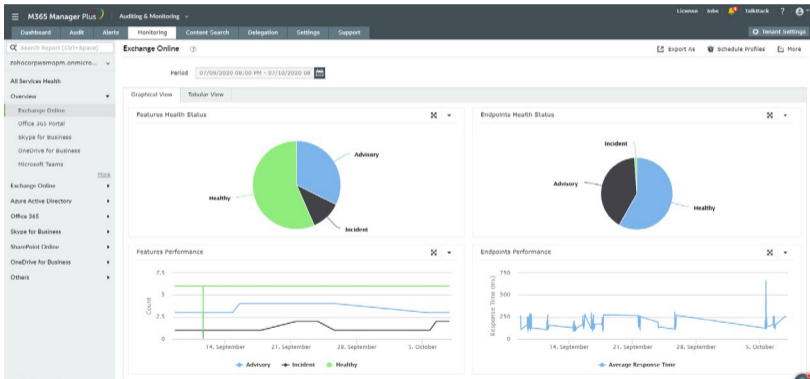 M365 Manager Plus
Auditing & Monitoring
License Jobs TalkBack ?
Dashboard Audit Alerts Monitoring Content Search Delegation Settings Support
Tenant Settings
Search Report (Ctrl+Space)
Exchange Online
Export As Schedule Profiles More
zohocorpwsmopm.onmicro...
Period 07/09/2020 08:00 PM - 07/10/2020 08
All Services Health
Graphical View Tabular View
Overview
Exchange Online
Office 365 Portal
Skype for Business
OneDrive for Business
Microsoft Teams
More
Exchange Online
Azure Active Directory
Office 365
Skype for Business
SharePoint Online
OneDrive for Business
Others
Features Health Status
Advisory
Healthy
Incident
Endpoints Health Status
Incident
Advisory
Healthy
Features Performance
Count
7.5
5
2.5
0
14. September 21. September 28. September 5. October
Advisory Incident Healthy
Endpoints Performance
Response Time (ms)
750
500
250
0
14. September 21. September 28. September 5. October
Average Response Time